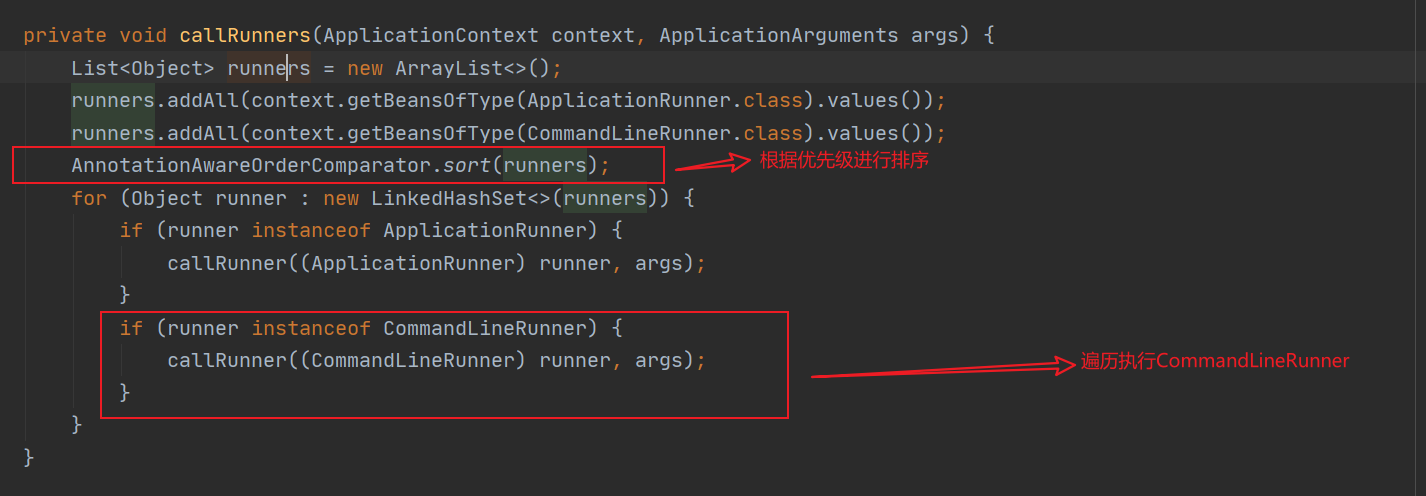 private void callRunners(ApplicationContext context, ApplicationArguments args) {
List<Object> runners = new ArrayList<>();
runners.addAll(context.getBeansOfType(ApplicationRunner.class).values());
runners.addAll(context.getBeansOfType(CommandLineRunner.class).values());
AnnotationAwareOrderComparator.sort(runners);
根据优先级进行排序
for (Object runner : new LinkedHashSet<>(runners)) {
if (runner instanceof ApplicationRunner) {
callRunner((ApplicationRunner) runner, args);
}
if (runner instanceof CommandLineRunner) {
callRunner((CommandLineRunner) runner, args);
遍历执行CommandLineRunner
}
}
}